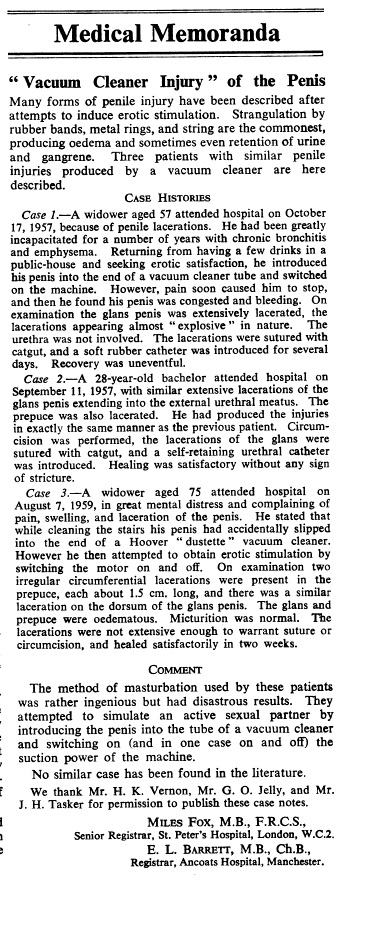 Medical Memoranda
“ Vacuum Cleaner Injury ” of the Penis
Many forms of penile injury have been described after
attempts to induce erotic stimulation. Strangulation by
rubber bands, metal rings, and string are the commonest,
producing oedema and sometimes even retention of urine
and gangrene. Three patients with similar penile
injuries produced by a vacuum cleaner are here
described.
CASE HISTORIES
Case 1.—A widower aged 57 attended hospital on October
17, 1957, because of penile lacerations. He had been greatly
incapacitated for a number of years with chronic bronchitis
and emphysema. Returning from having a few drinks in a
public-house and seeking erotic satisfaction, he introduced
his penis into the end of a vacuum cleaner tube and switched
on the machine. However, pain soon caused him to stop,
and then he found his penis was congested and bleeding. On
examination the glans penis was extensively lacerated, the
lacerations appearing almost “ explosive ” in nature. The
urethra was not involved. The lacerations were sutured with
catgut, and a soft rubber catheter was introduced for several
days. Recovery was uneventful.
Case 2.—A 28-year-old bachelor attended hospital on
September 11, 1957, with similar extensive lacerations of the
glans penis extending into the external urethral meatus. The
prepuce was also lacerated. He had produced the injuries
in exactly the same manner as the previous patient. Circum-
cision was performed, the lacerations of the glans were
sutured with catgut, and a self-retaining urethral catheter
was introduced. Healing was satisfactory without any sign
of stricture.
Case 3.—A widower aged 75 attended hospital on
August 7, 1959, in great mental distress and complaining of
pain, swelling, and laceration of the penis. He stated that
while cleaning the stairs his penis had accidentally slipped
into the end of a Hoover “ dustette ” vacuum cleaner.
However he then attempted to obtain erotic stimulation by
switching the motor on and off. On examination two
irregular circumferential lacerations were present in the
prepuce, each about 1.5 cm. long, and there was a similar
laceration on the dorsum of the glans penis. The glans and
prepuce were oedematous. Micturition was normal. The
lacerations were not extensive enough to warrant suture or
circumcision, and healed satisfactorily in two weeks.
COMMENT
The method of masturbation used by these patients
was rather ingenious but had disastrous results. They
attempted to simulate an active sexual partner by
introducing the penis into the tube of a vacuum cleaner
and switching on (and in one case on and off) the
suction power of the machine.
No similar case has been found in the literature.
We thank Mr. H. K. Vernon, Mr. G. O. Jelly, and Mr.
J. H. Tasker for permission to publish these case notes.
MILES FOX, M.B., F.R.C.S.,
Senior Registrar, St. Peter's Hospital, London, W.C.2.
E. L. BARRETT, M.B., Ch.B.,
Registrar, Ancoats Hospital, Manchester.